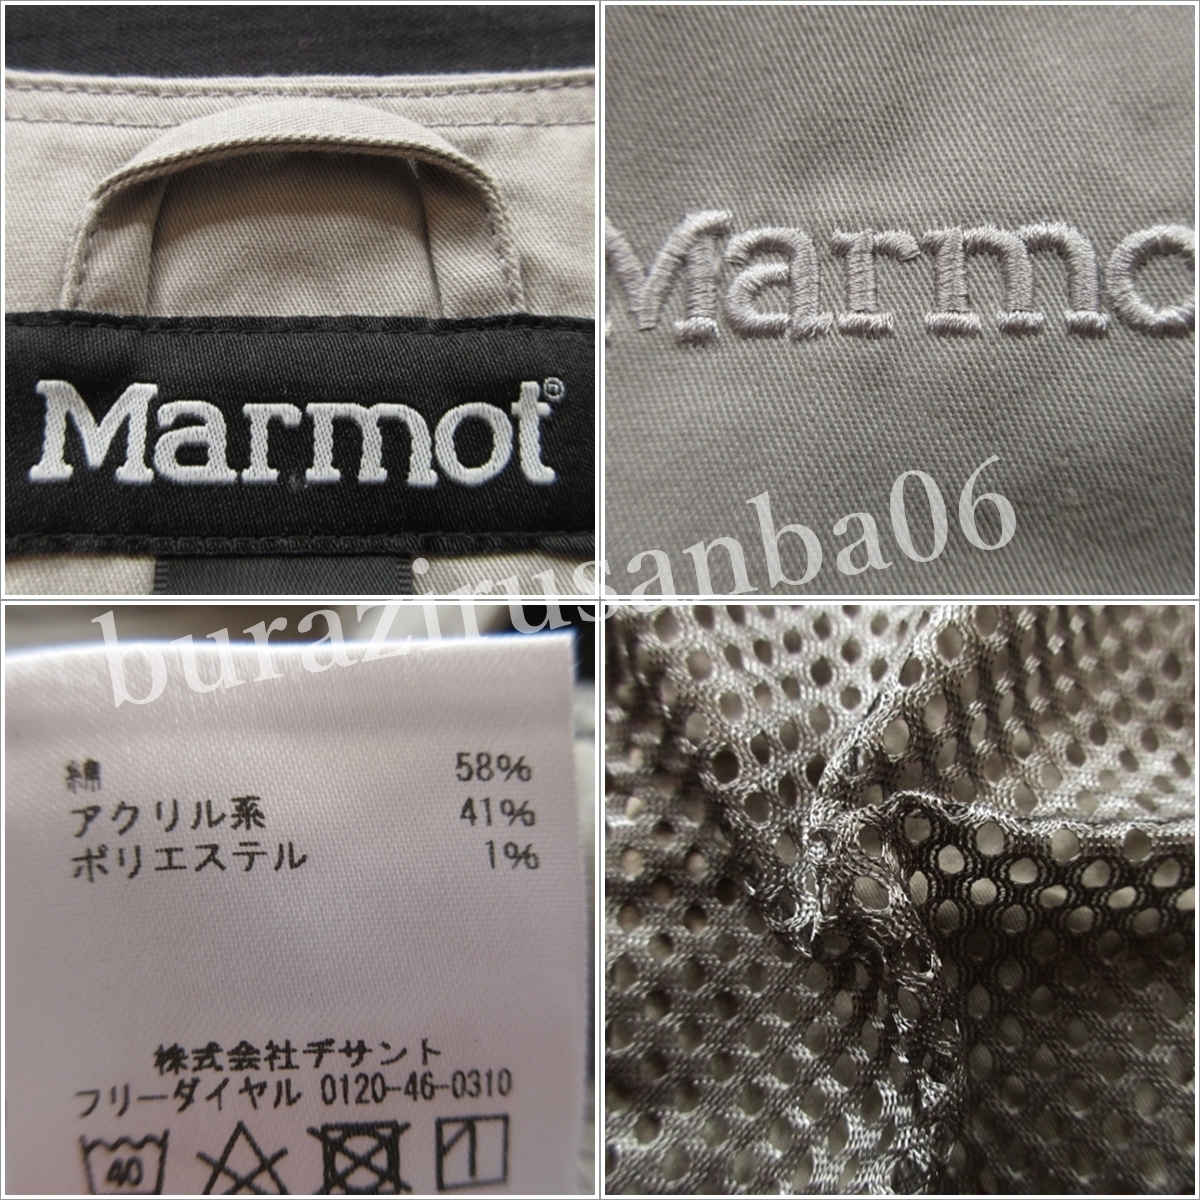 Marmot®
Marmo
burazirusanba06
綿 58%
アクリル系 41%
ポリエステル 1%
株式会社デサント
フリーダイヤル 0120-46-0310
40